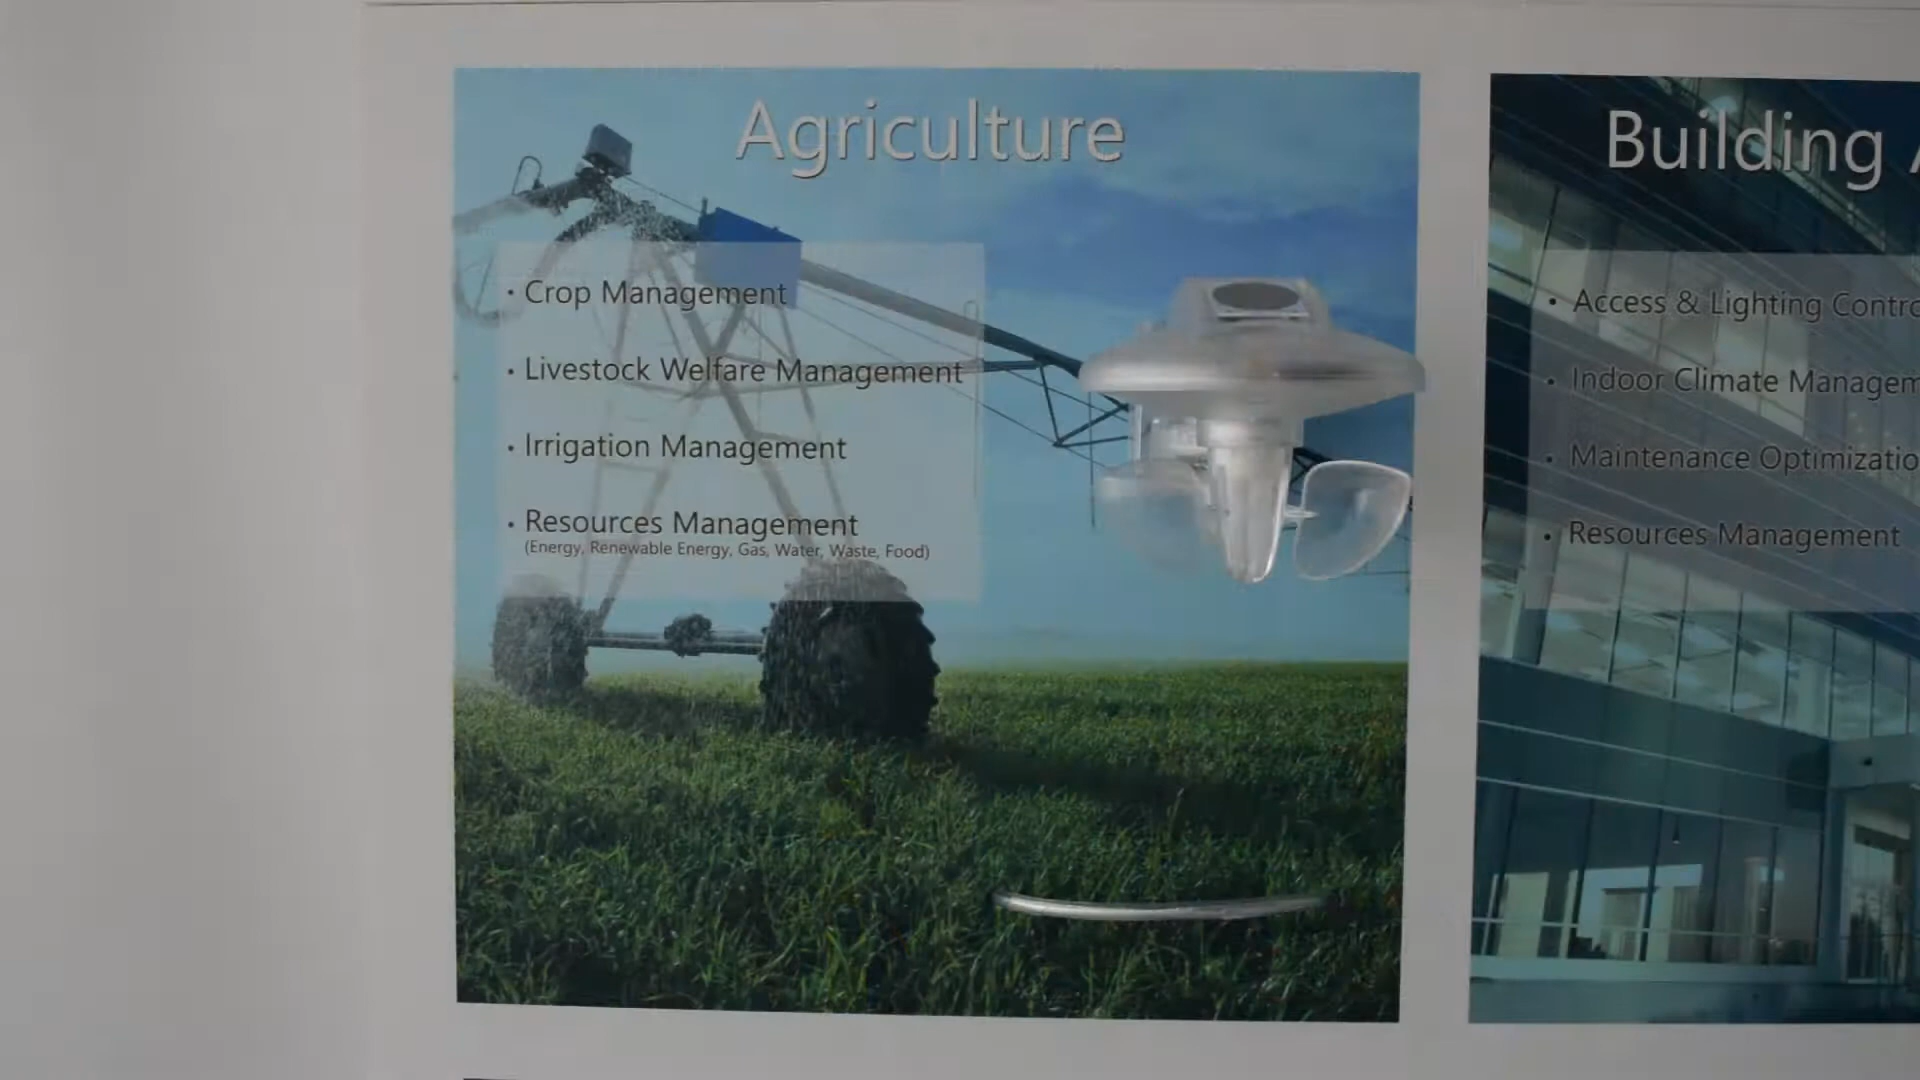 Agriculture
· Crop Management
· Livestock Welfare Management
· Irrigation Management
· Resources Management
(Energy, Renewable Energy, Gas, Water, Waste, Food)
Building
· Access & Lighting
· Indoor Climate
· Maintenance
· Resources Management